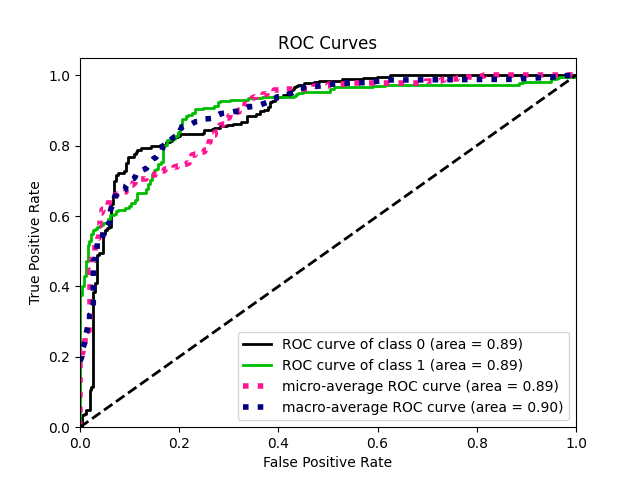 ROC Curves
True Positive Rate
1.0
0.8
0.6
0.4
0.2
0.0
ROC curve of class 0 (area = 0.89)
ROC curve of class 1 (area = 0.89)
micro-average ROC curve (area = 0.89)
macro-average ROC curve (area = 0.90)
0.0 0.2 0.4 0.6 0.8 1.0
False Positive Rate